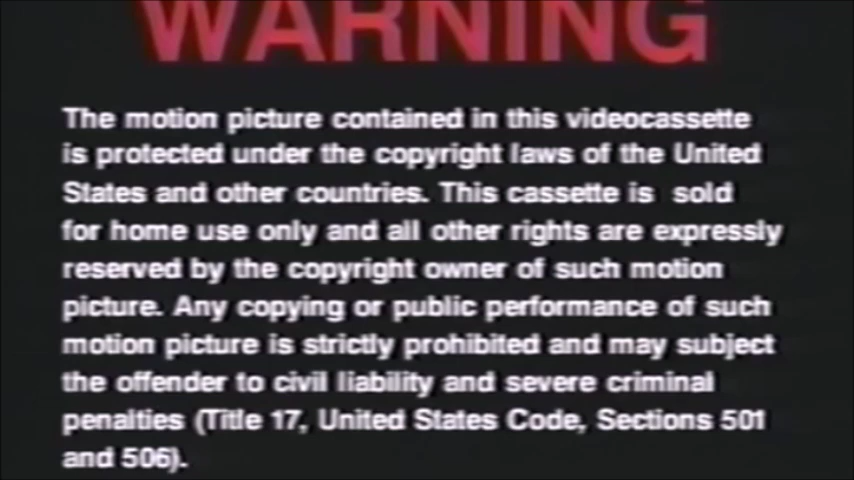 WARNING
The motion picture contained in this videocassette
is protected under the copyright laws of the United
States and other countries. This cassette is sold
for home use only and all other rights are expressly
reserved by the copyright owner of such motion
picture. Any copying or public performance of such
motion picture is strictly prohibited and may subject
the offender to civil liability and severe criminal
penalties (Title 17, United States Code, Sections 501
and 506).